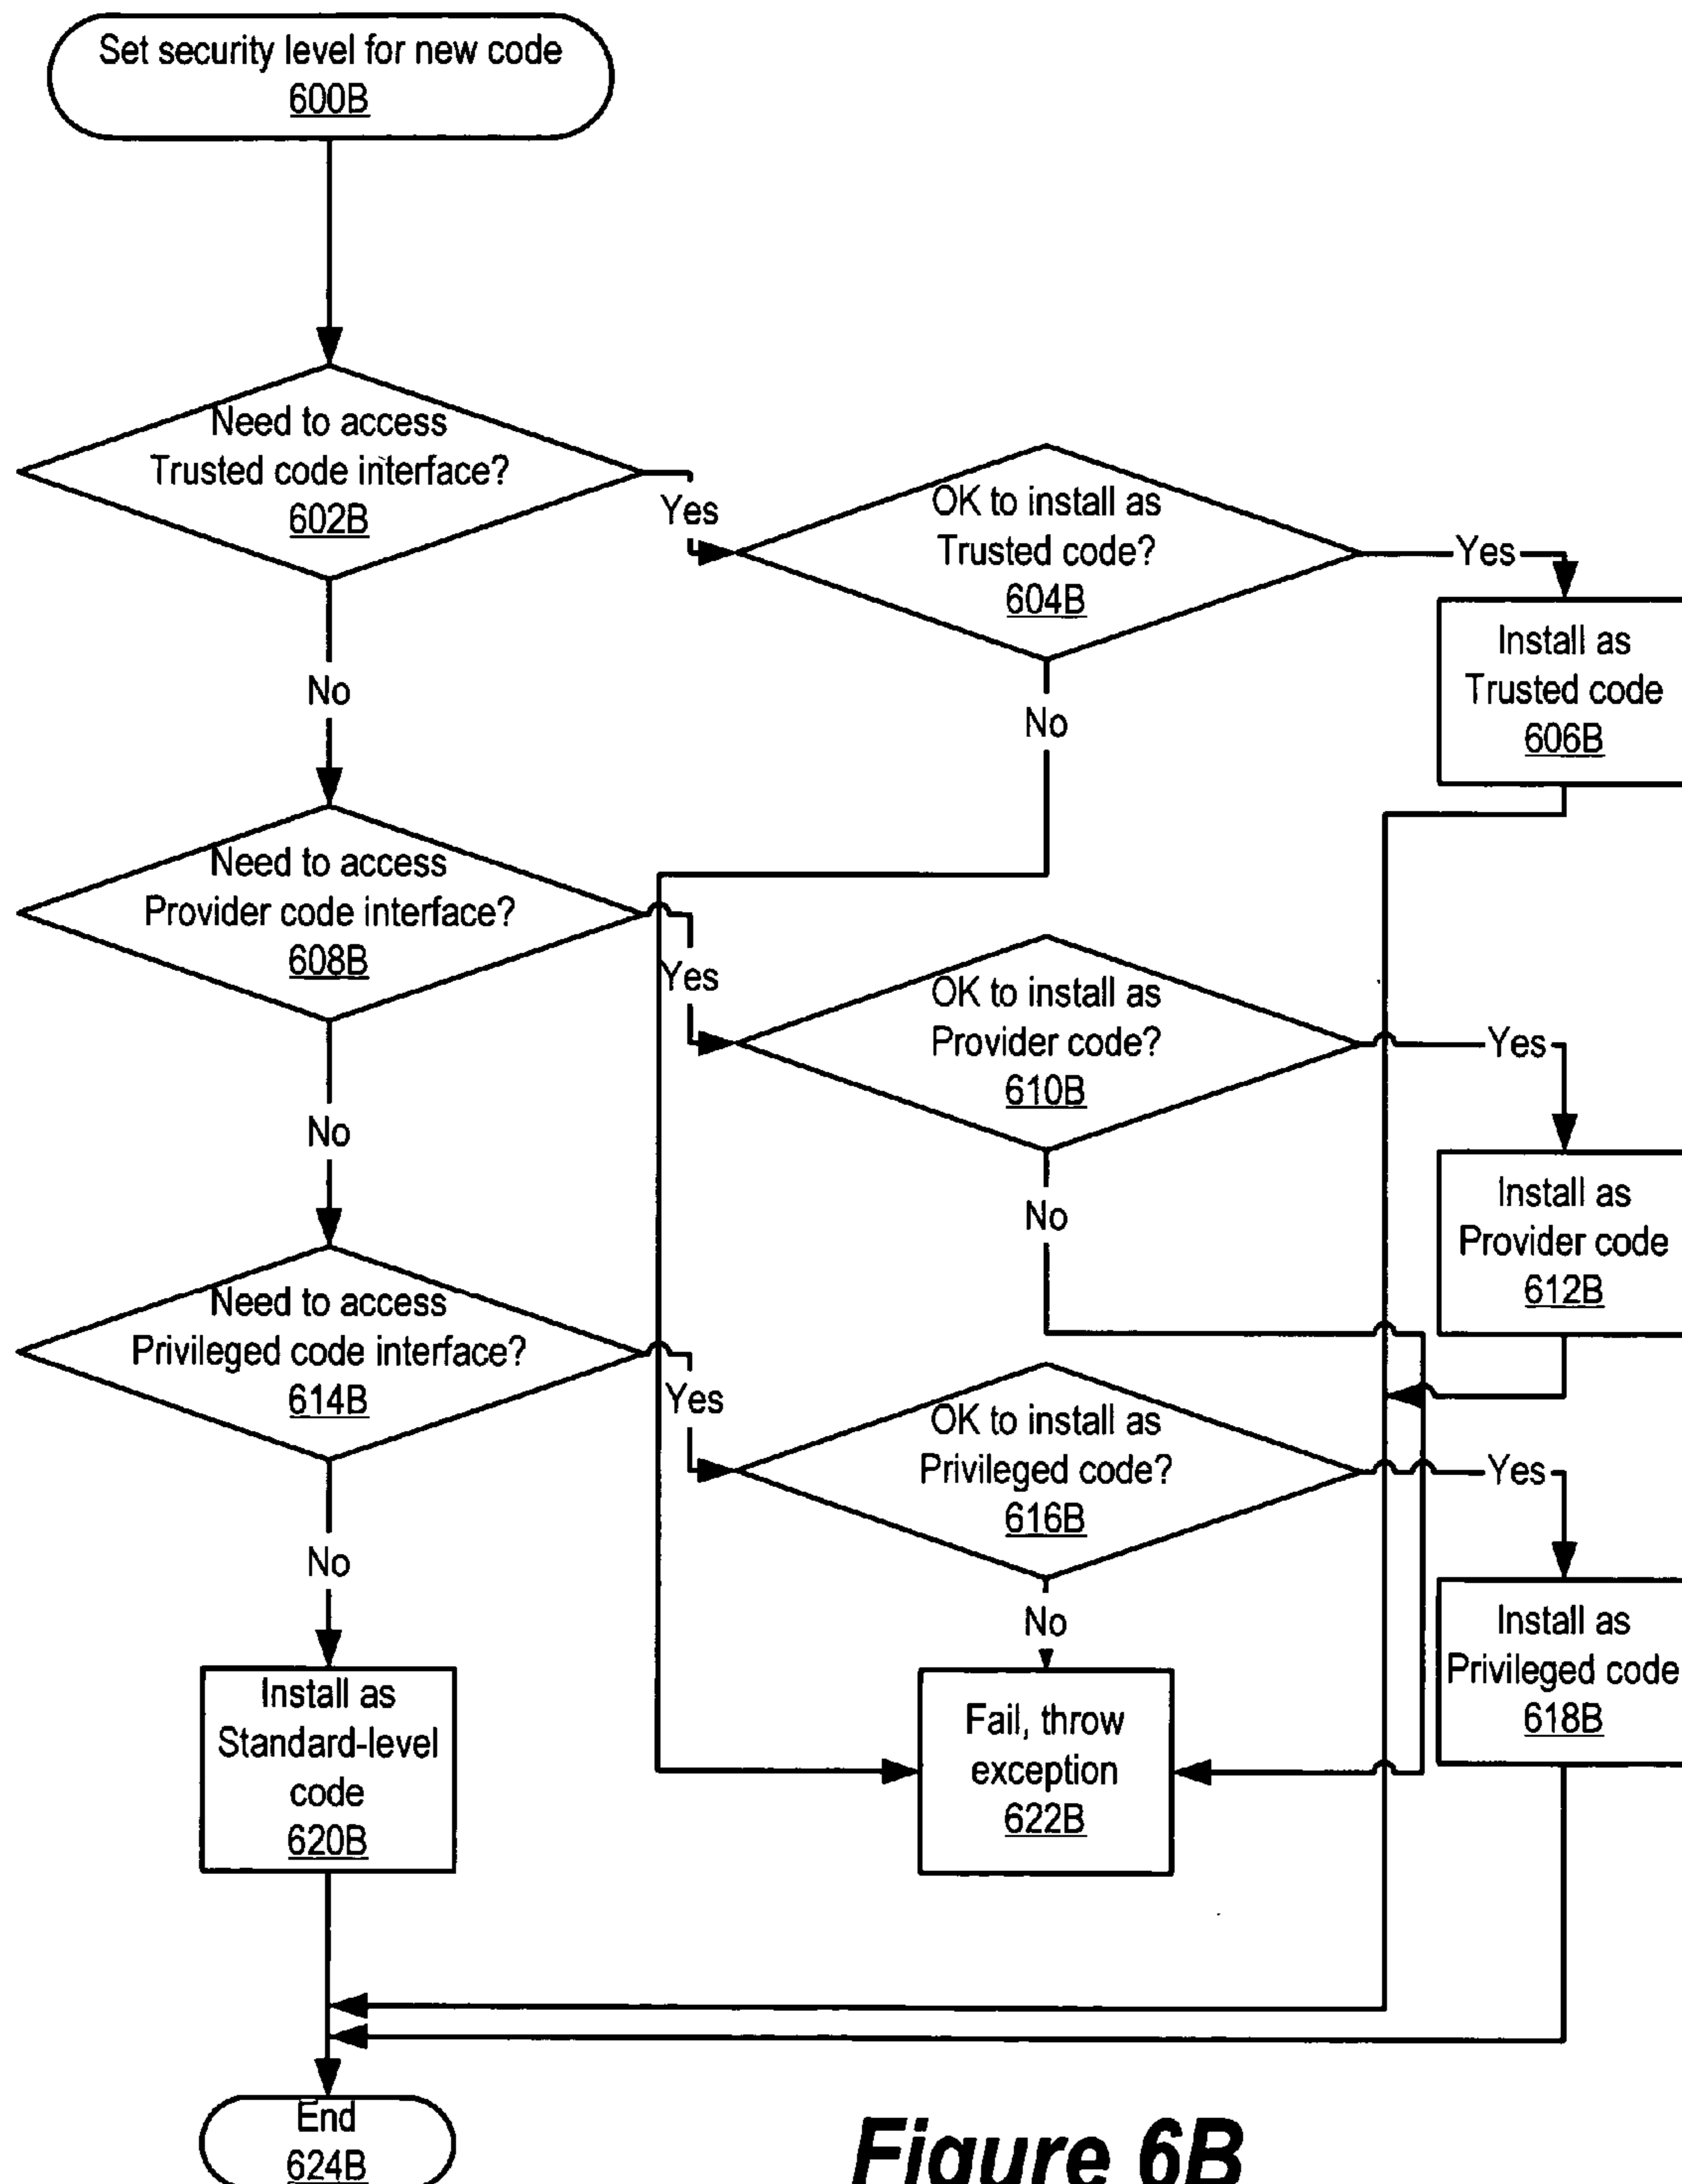 Set security level for new code
600B
Need to access
Trusted code interface?
602B
Yes
OK to install as
Trusted code?
604B
Yes
Install as
Trusted code
606B
No
No
Need to access
Provider code interface?
608B
Yes
OK to install as
Provider code?
610B
Yes
Install as
Provider code
612B
No
No
Need to access
Privileged code interface?
614B
Yes
OK to install as
Privileged code?
616B
Yes
Install as
Privileged code
618B
No
No
Install as
Standard-level
code
620B
Fail, throw
exception
622B
End
624B
Figure 6B